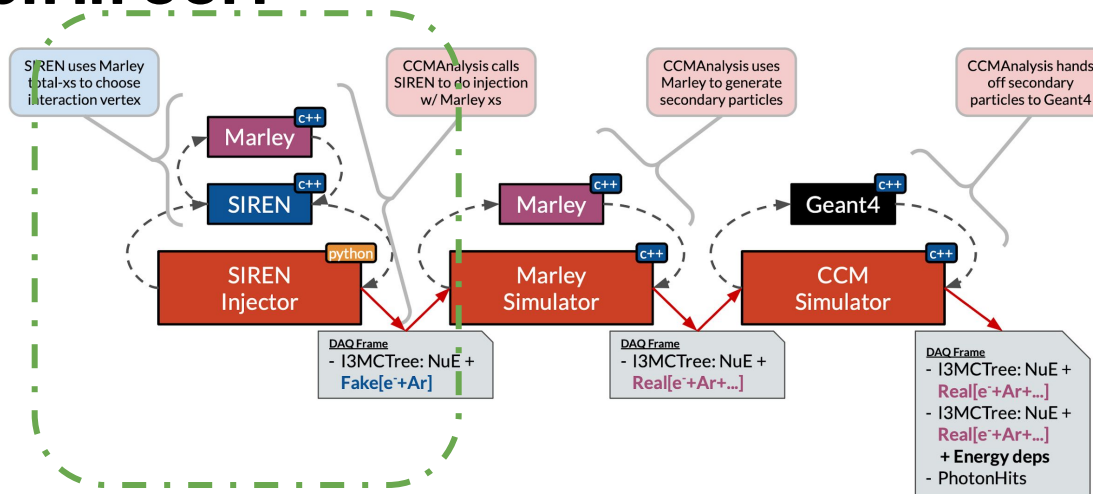 SIREN uses Marley
total-xs to choose
interaction vertex
CCMAnalysis calls
SIREN to do injection
w/ Marley xs
CCMAnalysis uses
Marley to generate
secondary particles
CCMAnalysis hands
off secondary
particles to Geant4
c++
Marley
c++
SIREN
python
SIREN
Injector
c++
Marley
c++
Marley
Simulator
c++
Geant4
c++
CCM
Simulator
DAQ Frame
- I3MCTree: NuE +
Fake[e⁻+Ar]
DAQ Frame
- I3MCTree: NuE +
Real[e⁻+Ar+...]
DAQ Frame
- I3MCTree: NuE +
Real[e⁻+Ar+...]
- I3MCTree: NuE +
Real[e⁻+Ar+...]
+ Energy deps
- PhotonHits